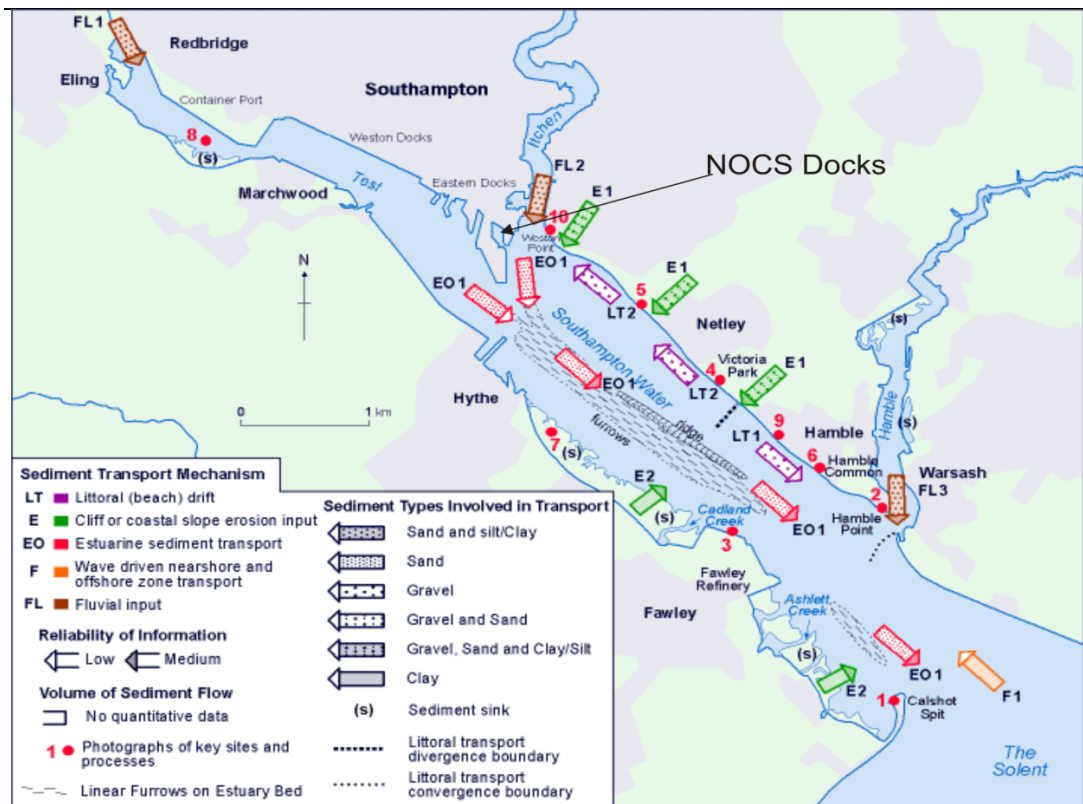 FL 1
Redbridge
Eling
Container Port
Southampton
8
(s)
Weston Docks
Marchwood
Test
Eastern Docks
Itchen
FL 2
NOCS Docks
E 1
10
Weston
Point
EO 1
N
EO 1
E 1
5
LT2
Netley
Southampton Water
Victoria
Park
4
E 1
EO 1
LT2
Hythe
0
1 km
furrows
ridge
LT1
9
Hamble
6
Hamble
Common
Hamble
(s)
(s)
Warsash
FL 3
2
Hamble
Point
7
(s)
E2
(s)
Cadland
Creek
EO 1
3
Fawley
Refinery
Fawley
Ashlett
Creek
(s)
E2
EO 1
F1
1
Calshot
Spit
The
Solent
Sediment Transport Mechanism
LT Littoral (beach) drift
E Cliff or coastal slope erosion input
EO Estuarine sediment transport
F Wave driven nearshore and
offshore zone transport
FL Fluvial input
Reliability of Information
Low Medium
Volume of Sediment Flow
No quantitative data
1 Photographs of key sites and
processes
Linear Furrows on Estuary Bed
Sediment Types Involved in Transport
Sand and silt/Clay
Sand
Gravel
Gravel and Sand
Gravel, Sand and Clay/Silt
Clay
(s) Sediment sink
Littoral transport
divergence boundary
Littoral transport
convergence boundary